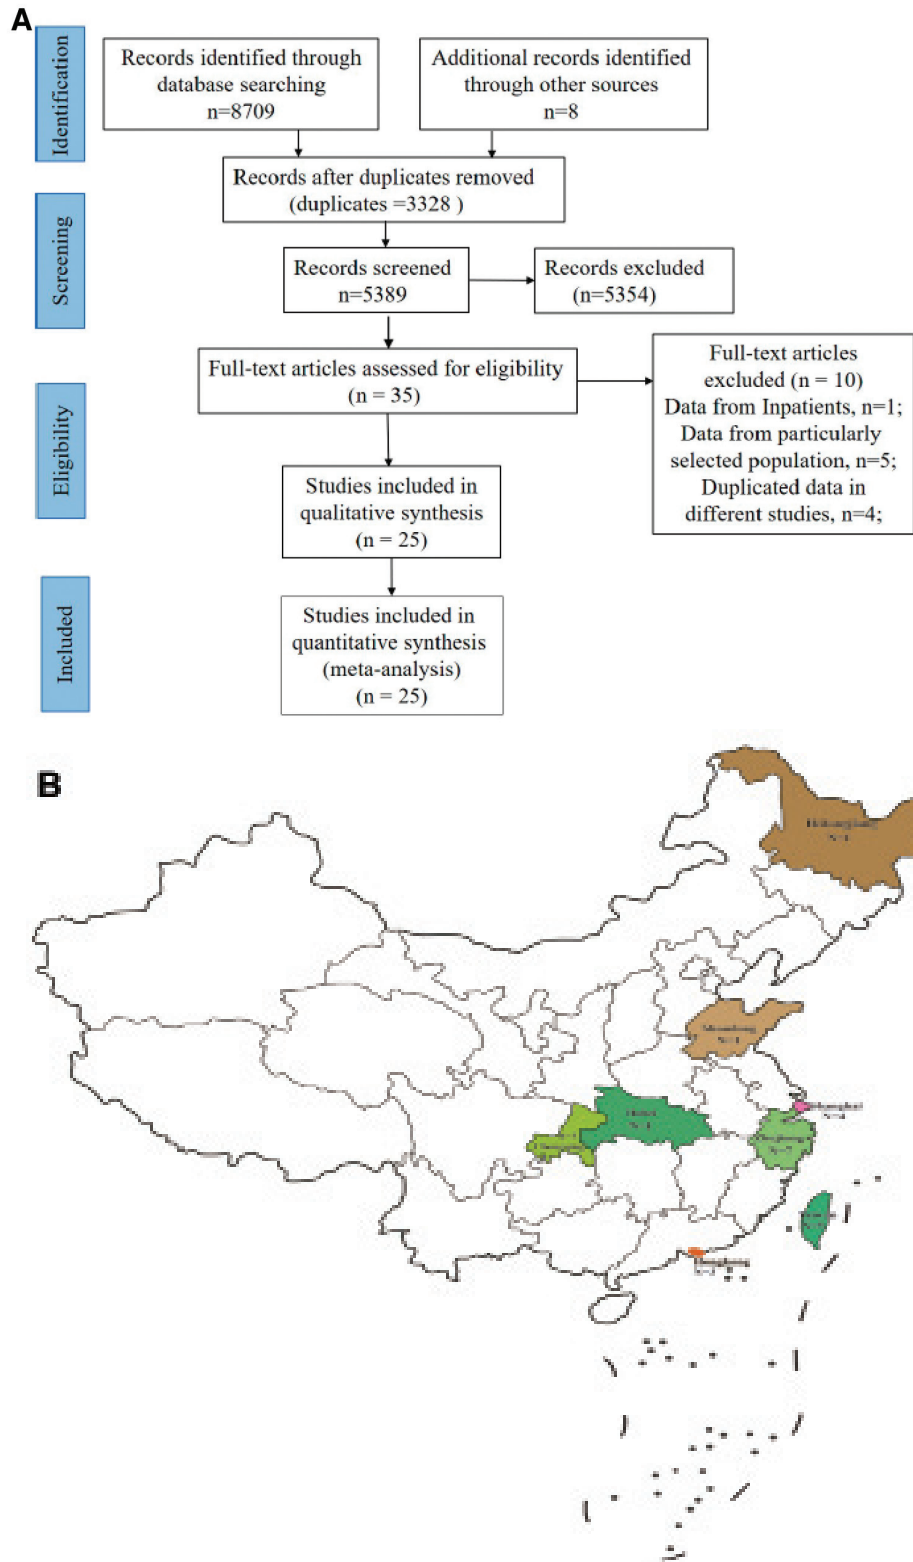 A
Identification
Records identified through
database searching
n=8709
Additional records identified
through other sources
n=8
Records after duplicates removed
(duplicates =3328 )
Screening
Records screened
n=5389
Records excluded
(n=5354)
Eligibility
Full-text articles assessed for eligibility
(n = 35)
Full-text articles
excluded (n = 10)
Data from Inpatients, n=1;
Data from particularly
selected population, n=5;
Duplicated data in
different studies, n=4;
Studies included in
qualitative synthesis
(n = 25)
Included
Studies included in
quantitative synthesis
(meta-analysis)
(n = 25)
B